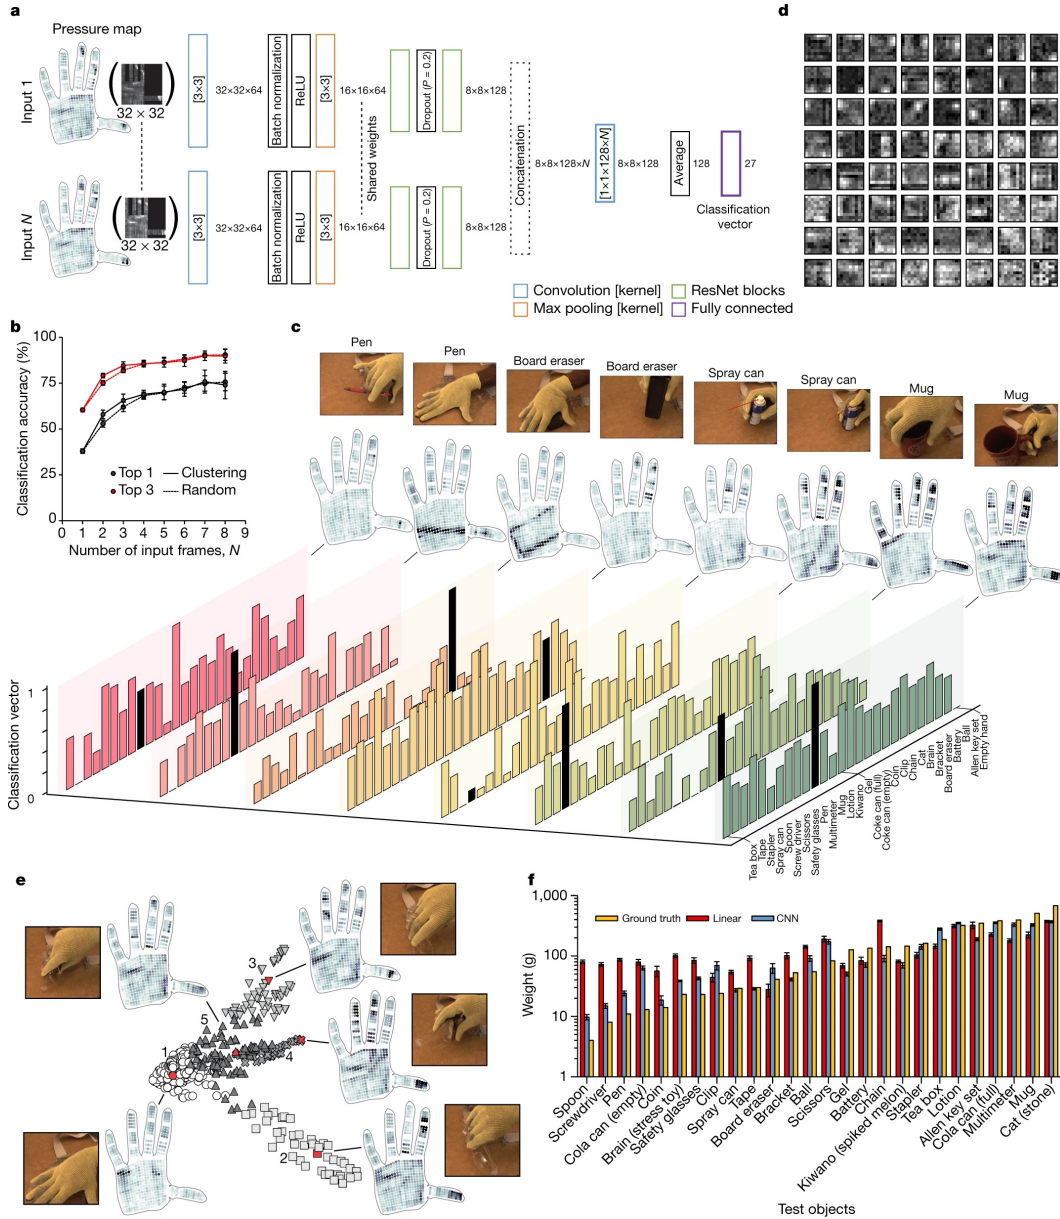 a
Pressure map
Input 1
32 × 32
[3×3]
32×32×64
Batch normalization
ReLU
[3×3]
16×16×64
Dropout (P = 0.2)
8×8×128
Shared weights
Input N
32 × 32
[3×3]
32×32×64
Batch normalization
ReLU
[3×3]
16×16×64
Dropout (P = 0.2)
8×8×128
Concatenation
8×8×128×N
[1×1×128×N]
8×8×128
Average
128
27
Classification
vector
Convolution [kernel]
ResNet blocks
Max pooling [kernel]
Fully connected
d
b
Classification accuracy (%)
100
75
50
25
0
0 1 2 3 4 5 6 7 8 9
Number of input frames, N
Top 1
Clustering
Top 3
Random
c
Pen
Pen
Board eraser
Board eraser
Spray can
Spray can
Mug
Mug
Classification vector
1
0
Tea box
Tape
Stapler
Spray can
Spoon
Screw driver
Scissors
Safety glasses
Pen
Multimeter
Mug
Lotion
Kiwano
Gel
Coke can (full)
Coke can (empty)
Coin
Clip
Chain
Cat
Brain
Bracket
Board eraser
Battery
Ball
Allen key set
Empty hand
e
3
5
1
4
2
f
Weight (g)
1,000
100
10
1
Ground truth
Linear
CNN
Spoon
Screwdriver
Pen
Cola can (empty)
Coin
Brain (stress toy)
Safety glasses
Clip
Spray can
Tape
Board eraser
Bracket
Ball
Scissors
Gel
Battery
Chain
Kiwano (spiked melon)
Stapler
Tea box
Lotion
Allen key set
Cola can (full)
Multimeter
Mug
Cat (stone)
Test objects